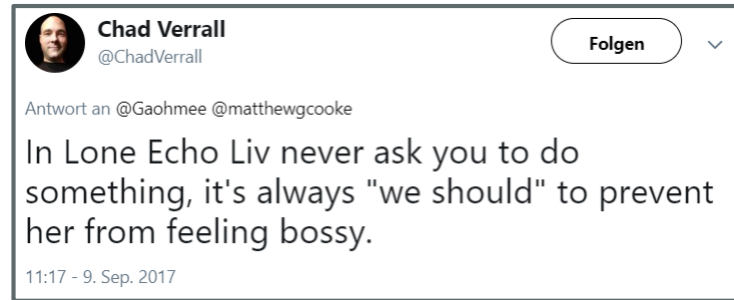 Chad Verrall
@ChadVerrall
Folgen
Antwort an @Gaohmee @matthewgcooke
In Lone Echo Liv never ask you to do
something, it's always "we should" to prevent
her from feeling bossy.
11:17 - 9. Sep. 2017